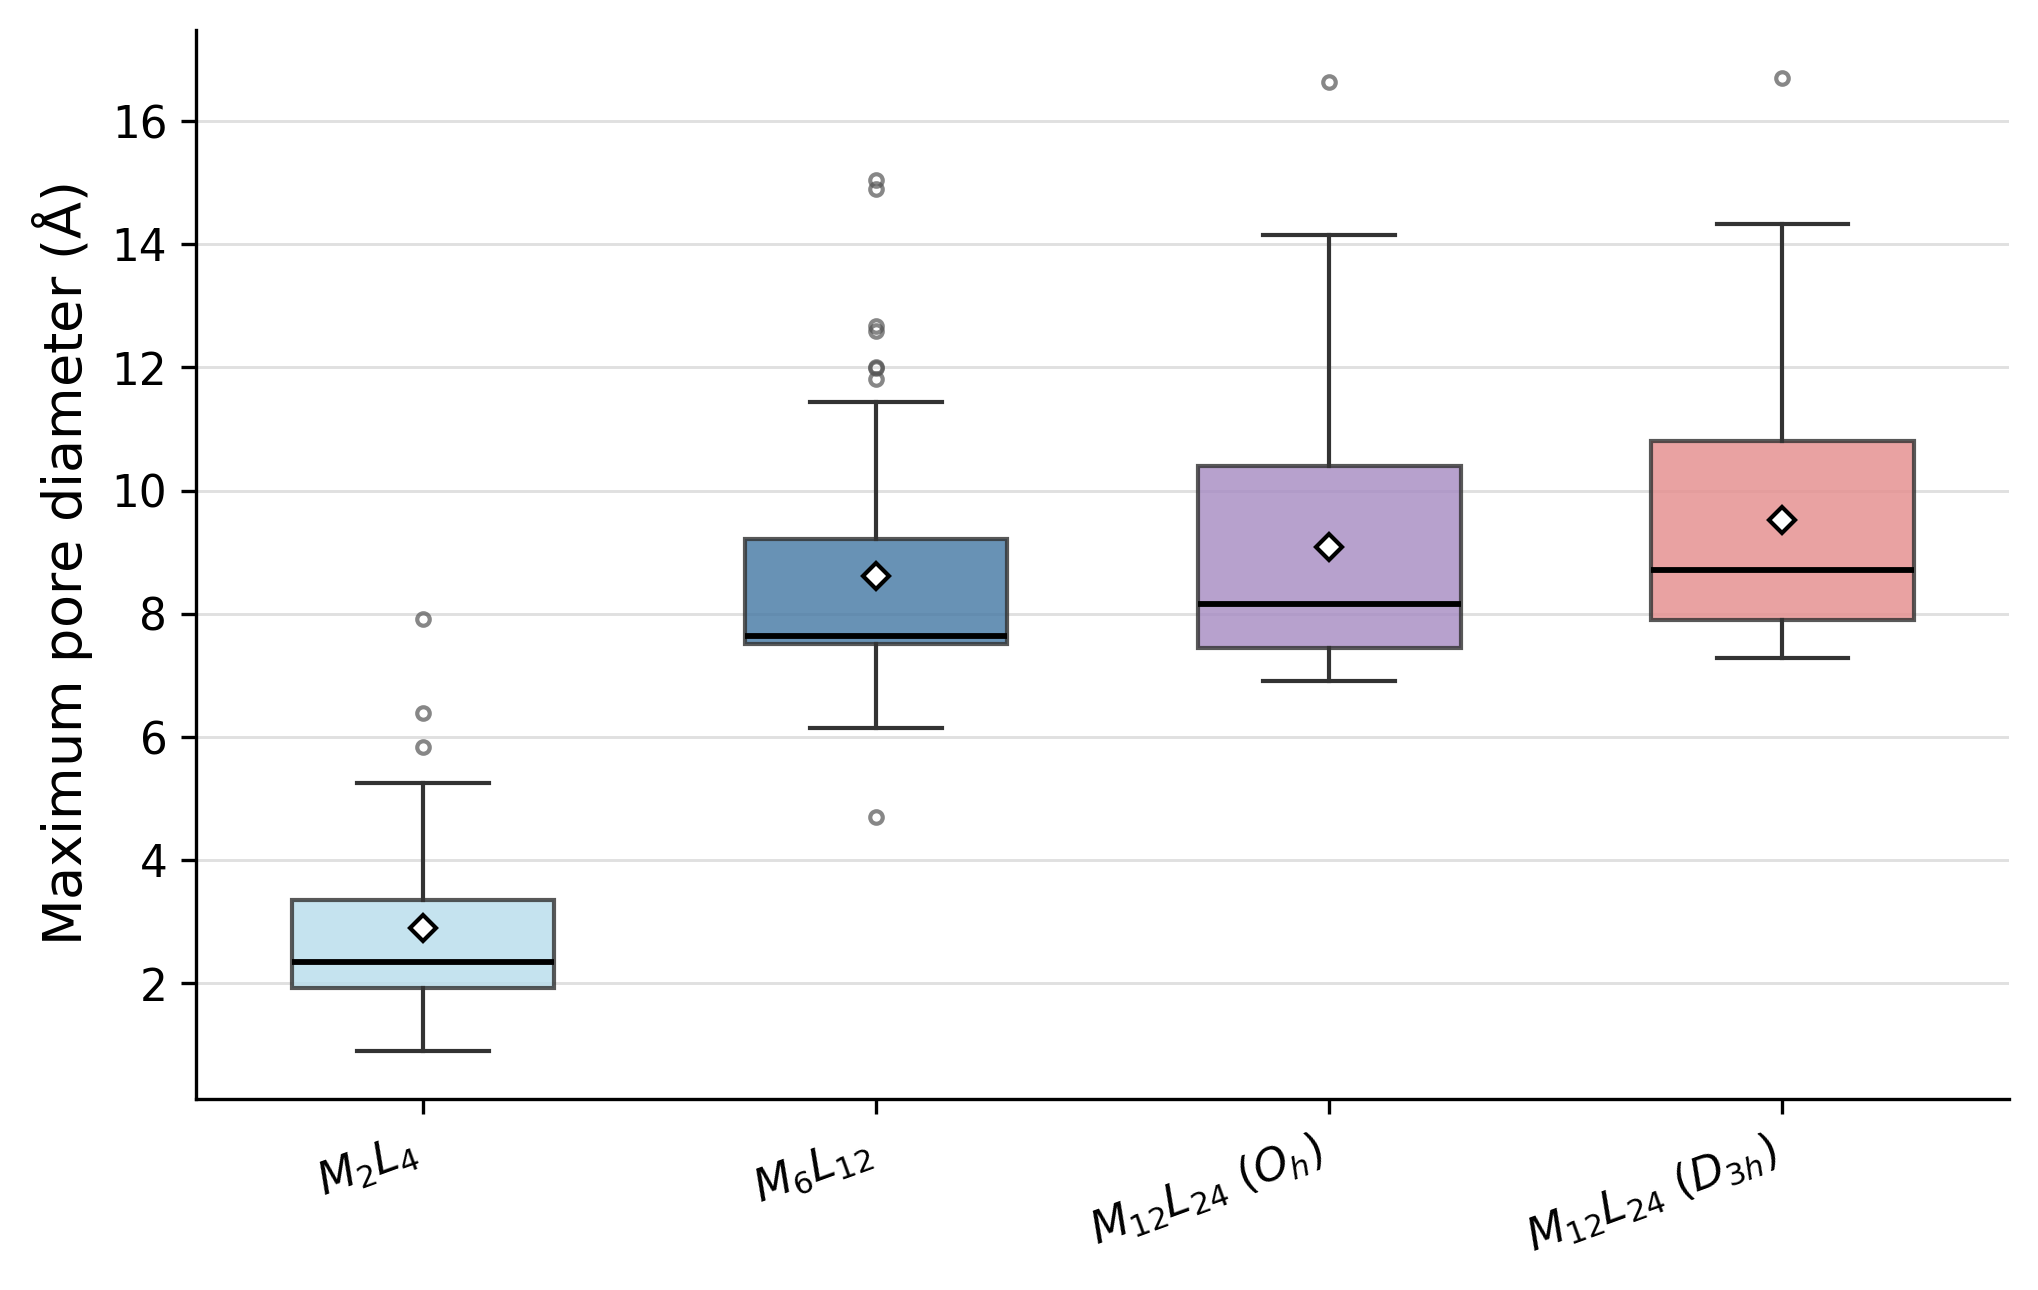 Maximum pore diameter (Å)
16
14
12
10
8
6
4
2
M₂L₄
M₆L₁₂
M₁₂L₂₄ (Oₕ)
M₁₂L₂₄ (D₃ₕ)